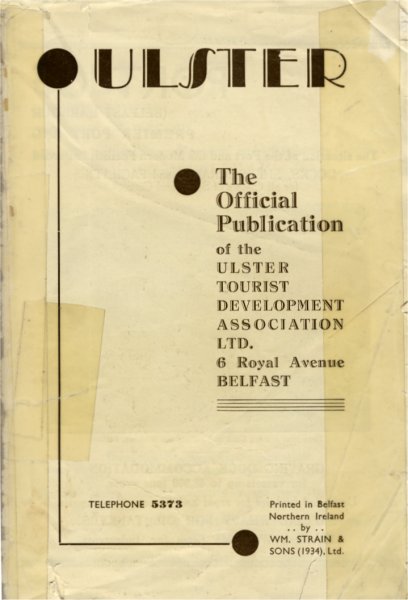 ULSTER
The
Official
Publication
of the
ULSTER
TOURIST
DEVELOPMENT
ASSOCIATION
LTD.
6 Royal Avenue
BELFAST
TELEPHONE 5373
Printed in Belfast
Northern Ireland
. . by . .
WM. STRAIN &
SONS (1934), Ltd.